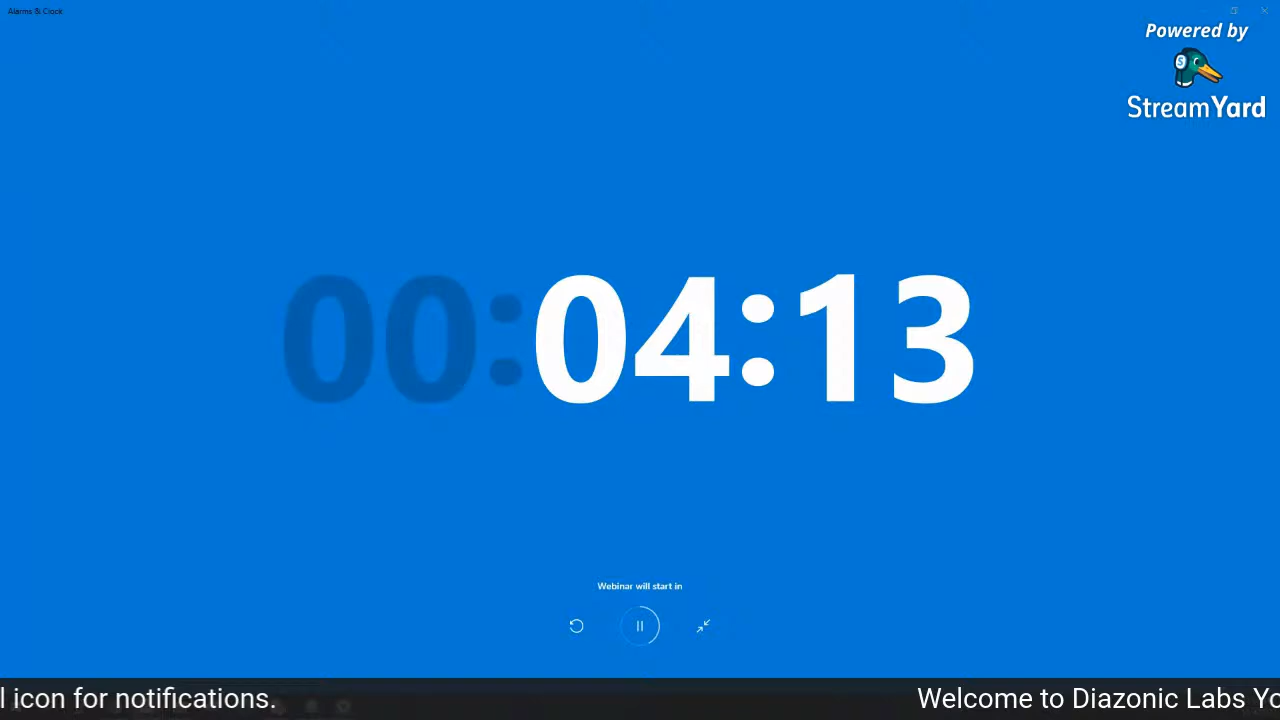 Alarms & Clock
Powered by
StreamYard
00:04:13
Webinar will start in
l icon for notifications.
Welcome to Diazonic Labs Yo